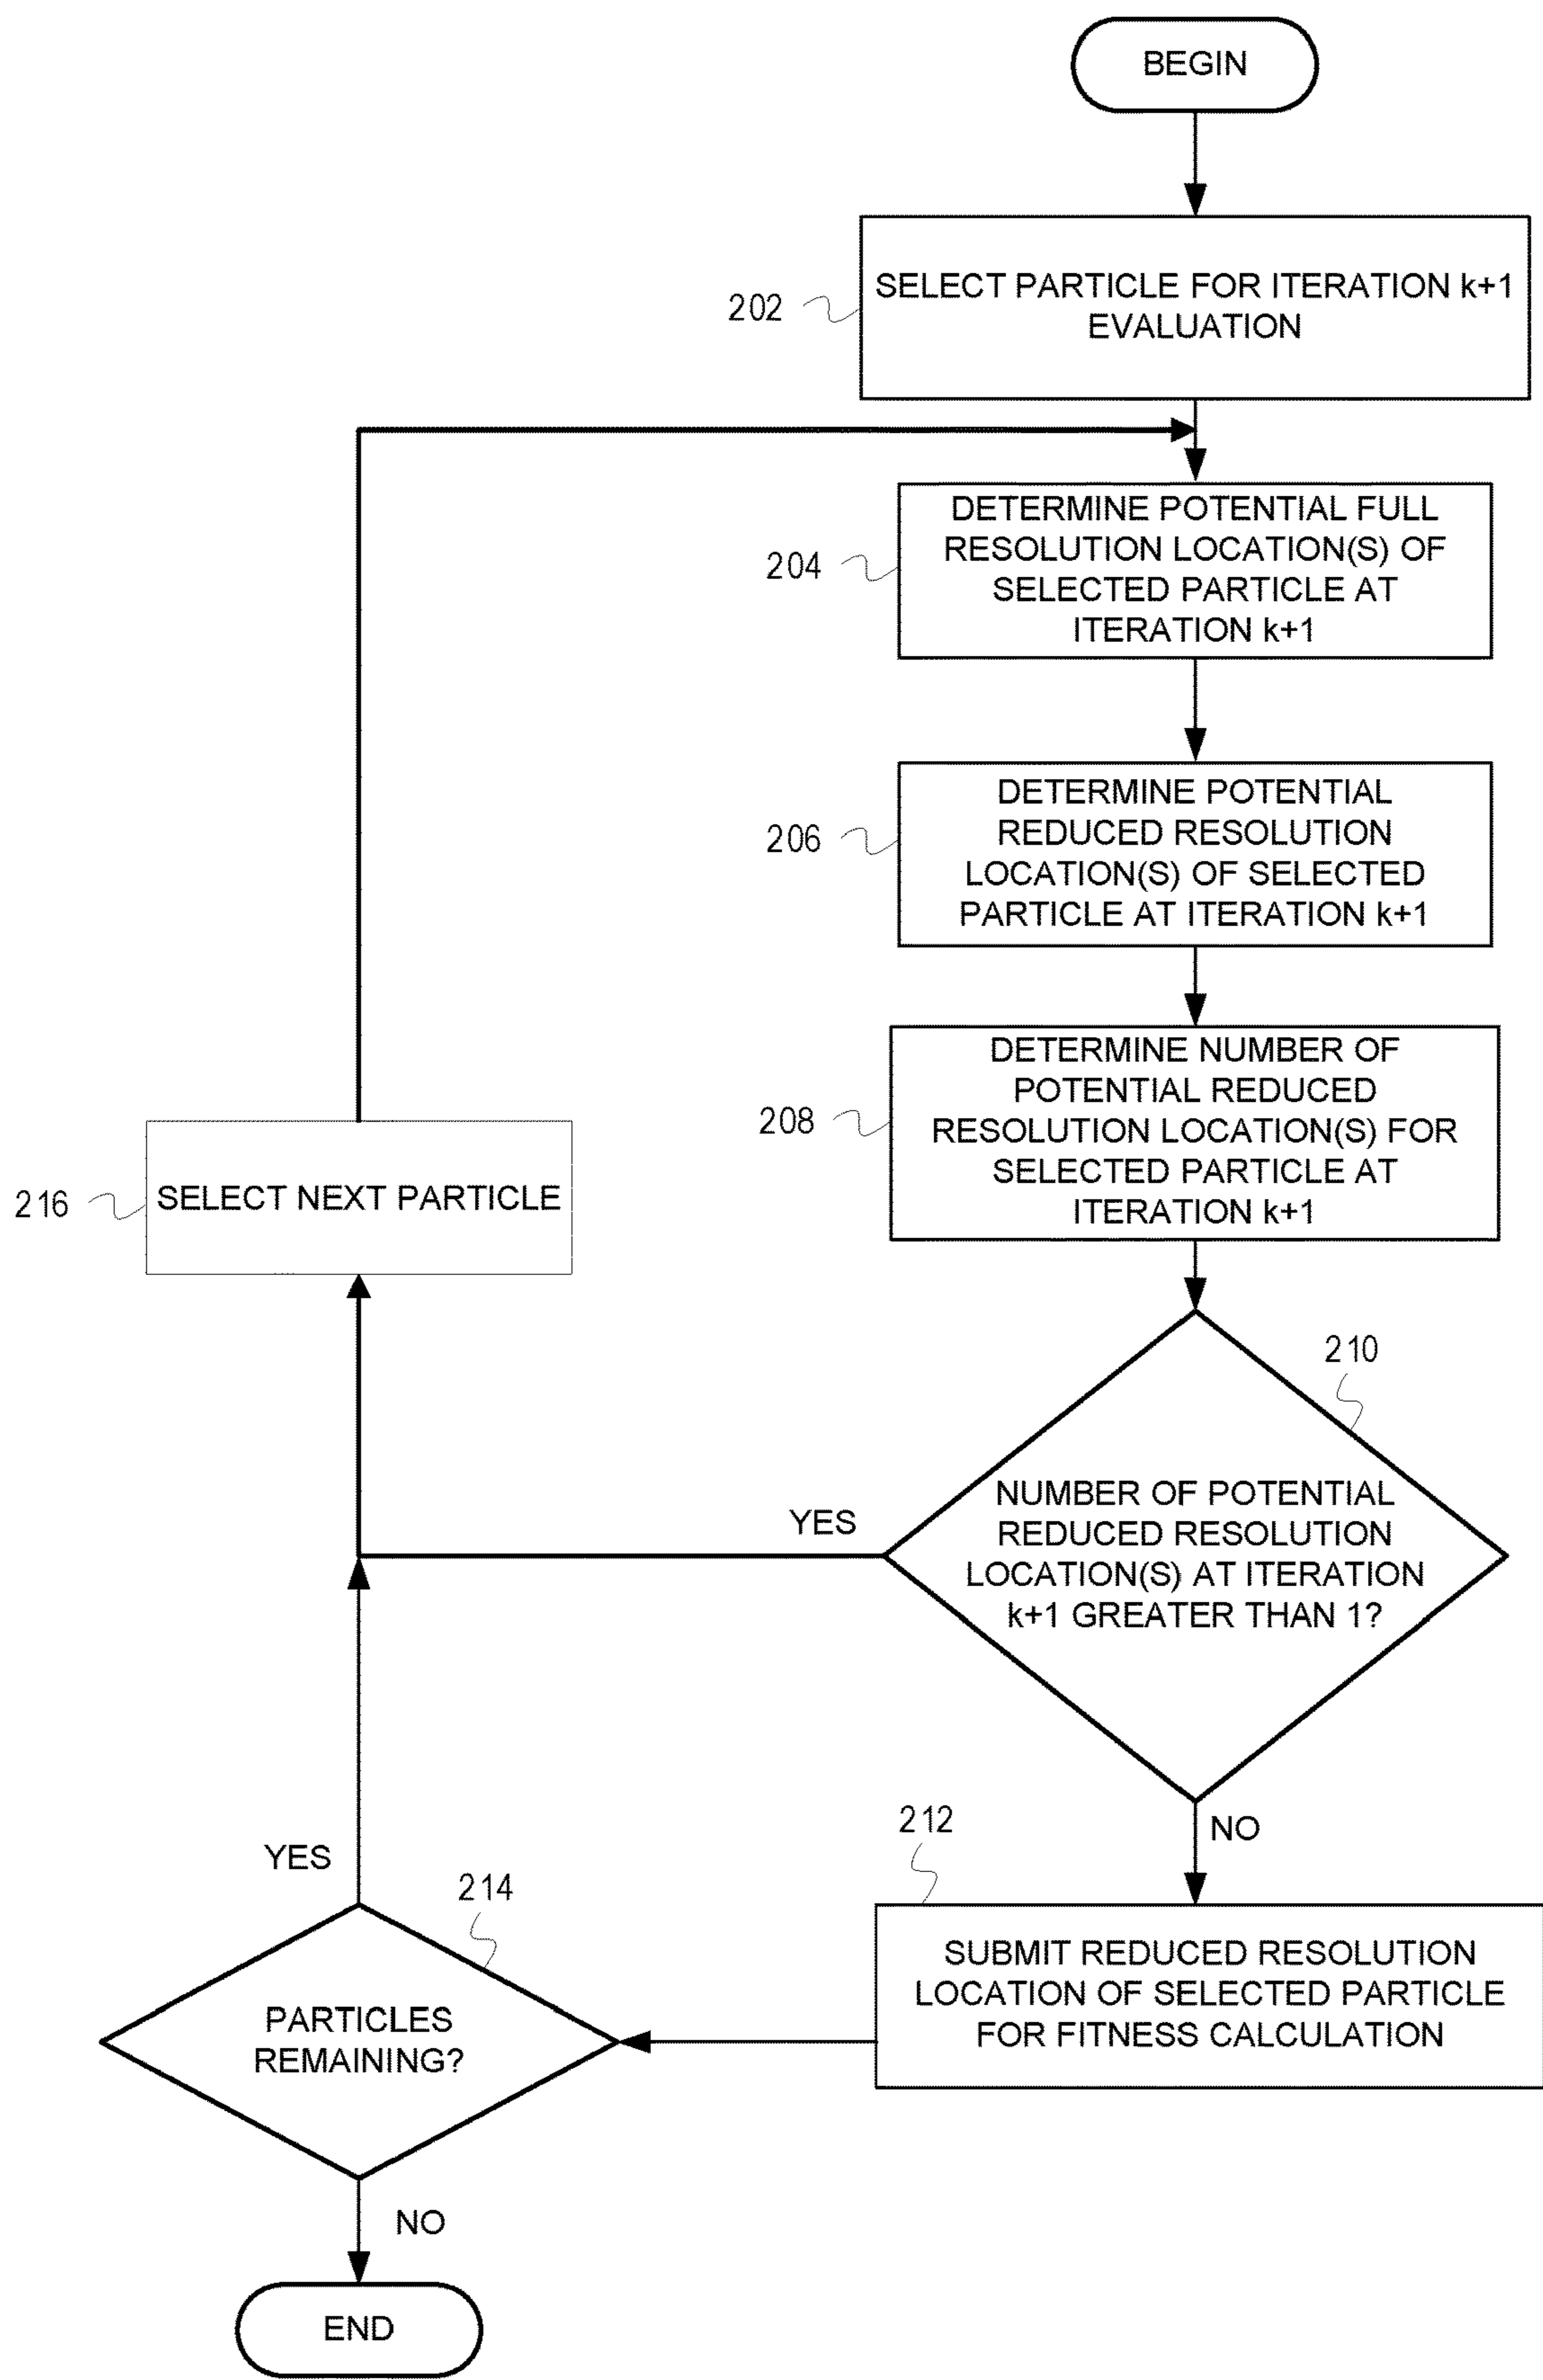 BEGIN
202
SELECT PARTICLE FOR ITERATION k+1
EVALUATION
204
DETERMINE POTENTIAL FULL
RESOLUTION LOCATION(S) OF
SELECTED PARTICLE AT
ITERATION k+1
206
DETERMINE POTENTIAL
REDUCED RESOLUTION
LOCATION(S) OF SELECTED
PARTICLE AT ITERATION k+1
208
DETERMINE NUMBER OF
POTENTIAL REDUCED
RESOLUTION LOCATION(S) FOR
SELECTED PARTICLE AT
ITERATION k+1
216
SELECT NEXT PARTICLE
210
NUMBER OF POTENTIAL
REDUCED RESOLUTION
LOCATION(S) AT ITERATION
k+1 GREATER THAN 1?
YES
NO
212
SUBMIT REDUCED RESOLUTION
LOCATION OF SELECTED PARTICLE
FOR FITNESS CALCULATION
YES
214
PARTICLES
REMAINING?
NO
END